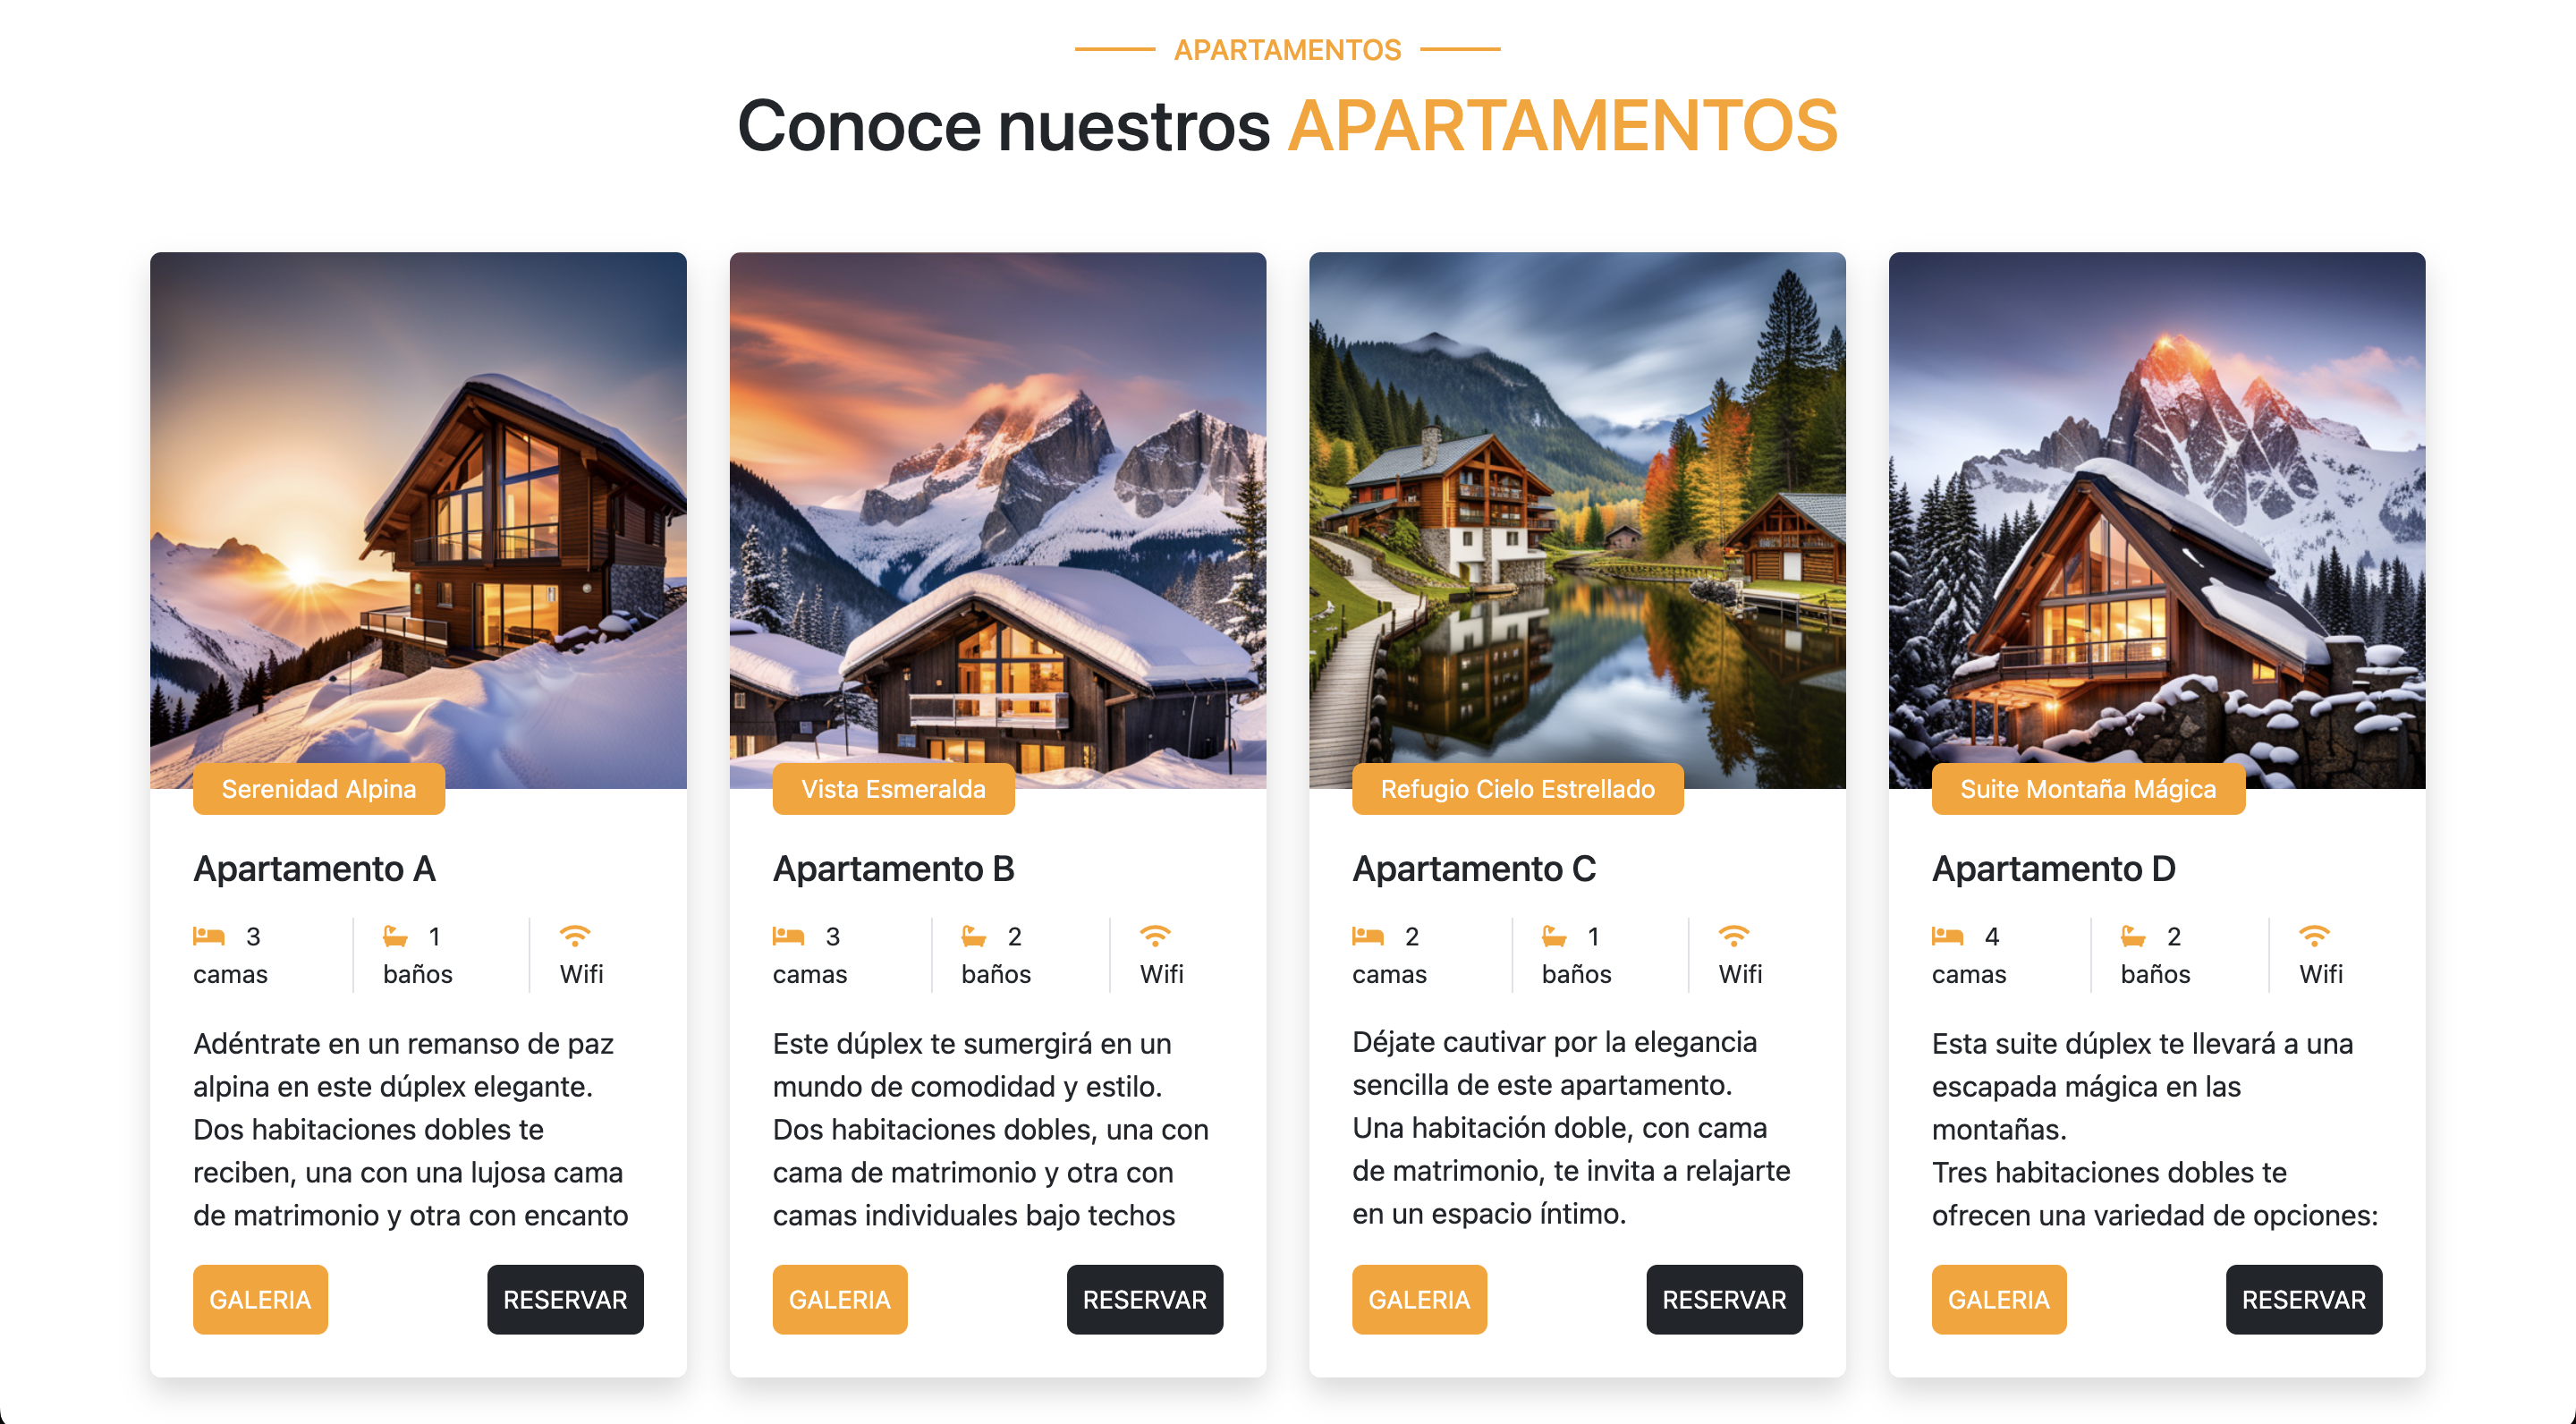 APARTAMENTOS
Conoce nuestros APARTAMENTOS
Serenidad Alpina
Apartamento A
3 camas
1 baños
Wifi
Adéntrate en un remanso de paz
alpina en este dúplex elegante.
Dos habitaciones dobles te
reciben, una con una lujosa cama
de matrimonio y otra con encanto
GALERIA
RESERVAR
Vista Esmeralda
Apartamento B
3 camas
2 baños
Wifi
Este dúplex te sumergirá en un
mundo de comodidad y estilo.
Dos habitaciones dobles, una con
cama de matrimonio y otra con
camas individuales bajo techos
GALERIA
RESERVAR
Refugio Cielo Estrellado
Apartamento C
2 camas
1 baños
Wifi
Déjate cautivar por la elegancia
sencilla de este apartamento.
Una habitación doble, con cama
de matrimonio, te invita a relajarte
en un espacio íntimo.
GALERIA
RESERVAR
Suite Montaña Mágica
Apartamento D
4 camas
2 baños
Wifi
Esta suite dúplex te llevará a una
escapada mágica en las
montañas.
Tres habitaciones dobles te
ofrecen una variedad de opciones:
GALERIA
RESERVAR